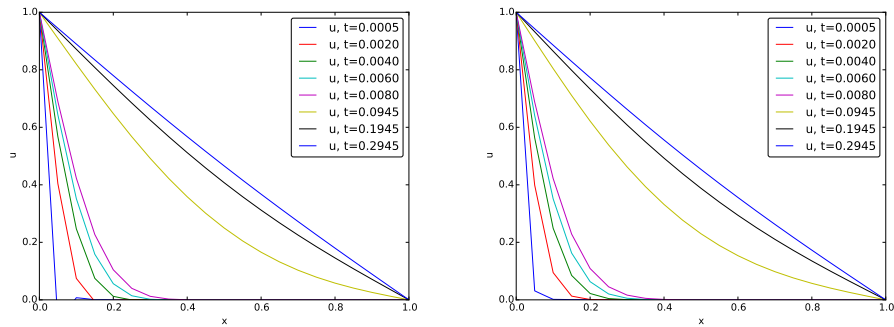 1.0
0.8
0.6
0.4
0.2
0.0
u
0.0 0.2 0.4 0.6 0.8 1.0
x
u, t=0.0005
u, t=0.0020
u, t=0.0040
u, t=0.0060
u, t=0.0080
u, t=0.0945
u, t=0.1945
u, t=0.2945
1.0
0.8
0.6
0.4
0.2
0.0
u
0.0 0.2 0.4 0.6 0.8 1.0
x
u, t=0.0005
u, t=0.0020
u, t=0.0040
u, t=0.0060
u, t=0.0080
u, t=0.0945
u, t=0.1945
u, t=0.2945